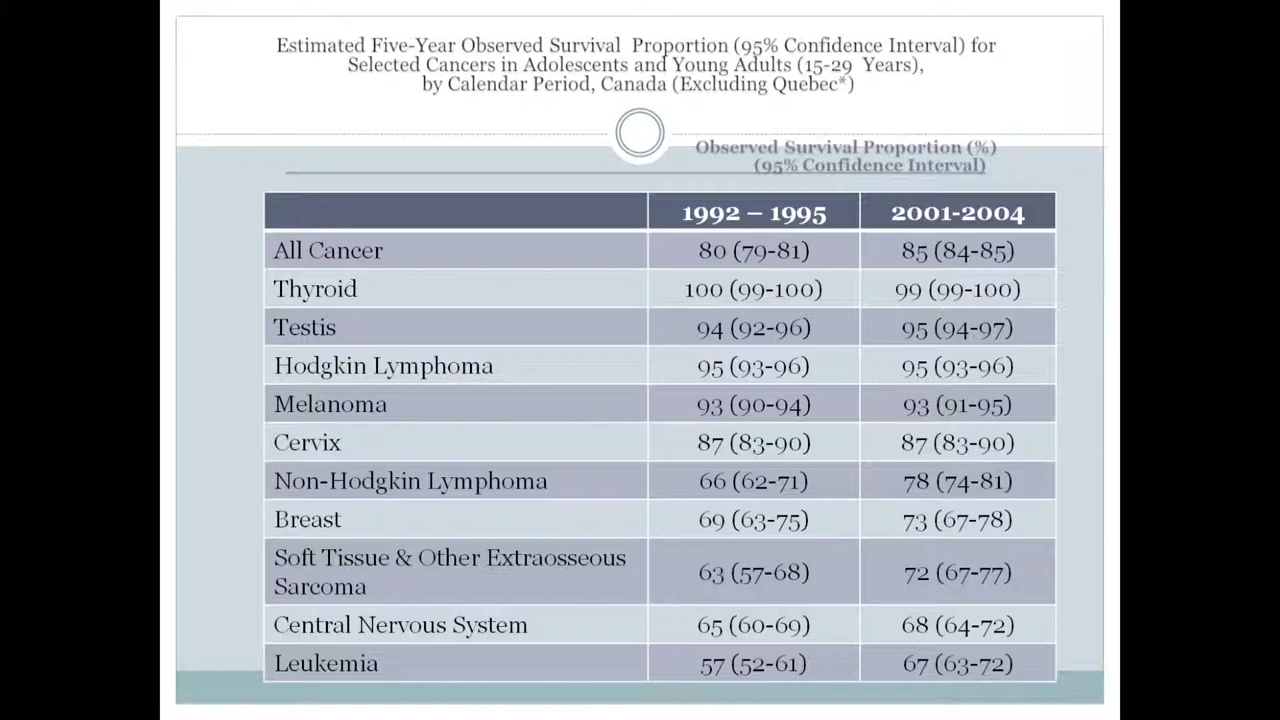 Estimated Five-Year Observed Survival Proportion (95% Confidence Interval) for
Selected Cancers in Adolescents and Young Adults (15-29 Years),
by Calendar Period, Canada (Excluding Quebec*)
Observed Survival Proportion (%)
(95% Confidence Interval)
1992 – 1995 2001-2004
All Cancer 80 (79-81) 85 (84-85)
Thyroid 100 (99-100) 99 (99-100)
Testis 94 (92-96) 95 (94-97)
Hodgkin Lymphoma 95 (93-96) 95 (93-96)
Melanoma 93 (90-94) 93 (91-95)
Cervix 87 (83-90) 87 (83-90)
Non-Hodgkin Lymphoma 66 (62-71) 78 (74-81)
Breast 69 (63-75) 73 (67-78)
Soft Tissue & Other Extraosseous
Sarcoma 63 (57-68) 72 (67-77)
Central Nervous System 65 (60-69) 68 (64-72)
Leukemia 57 (52-61) 67 (63-72)